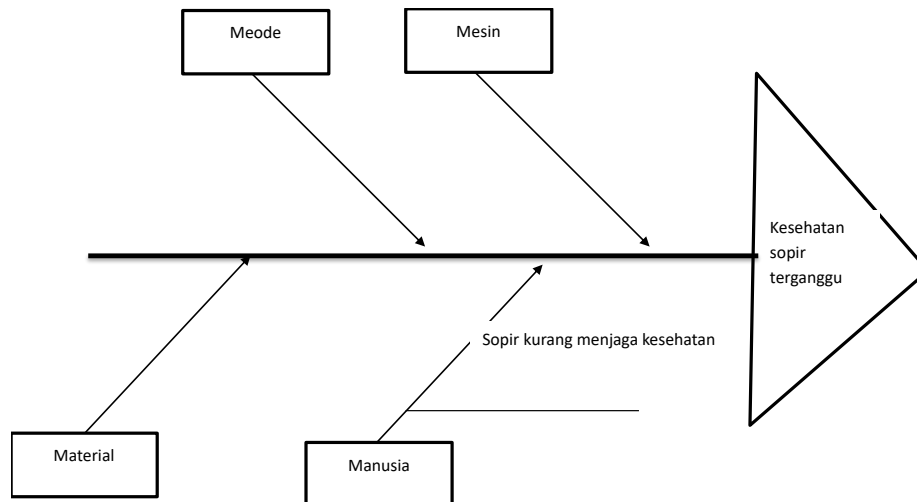 Meode
Mesin
Kesehatan
sopir
terganggu
Sopir kurang menjaga kesehatan
Material
Manusia